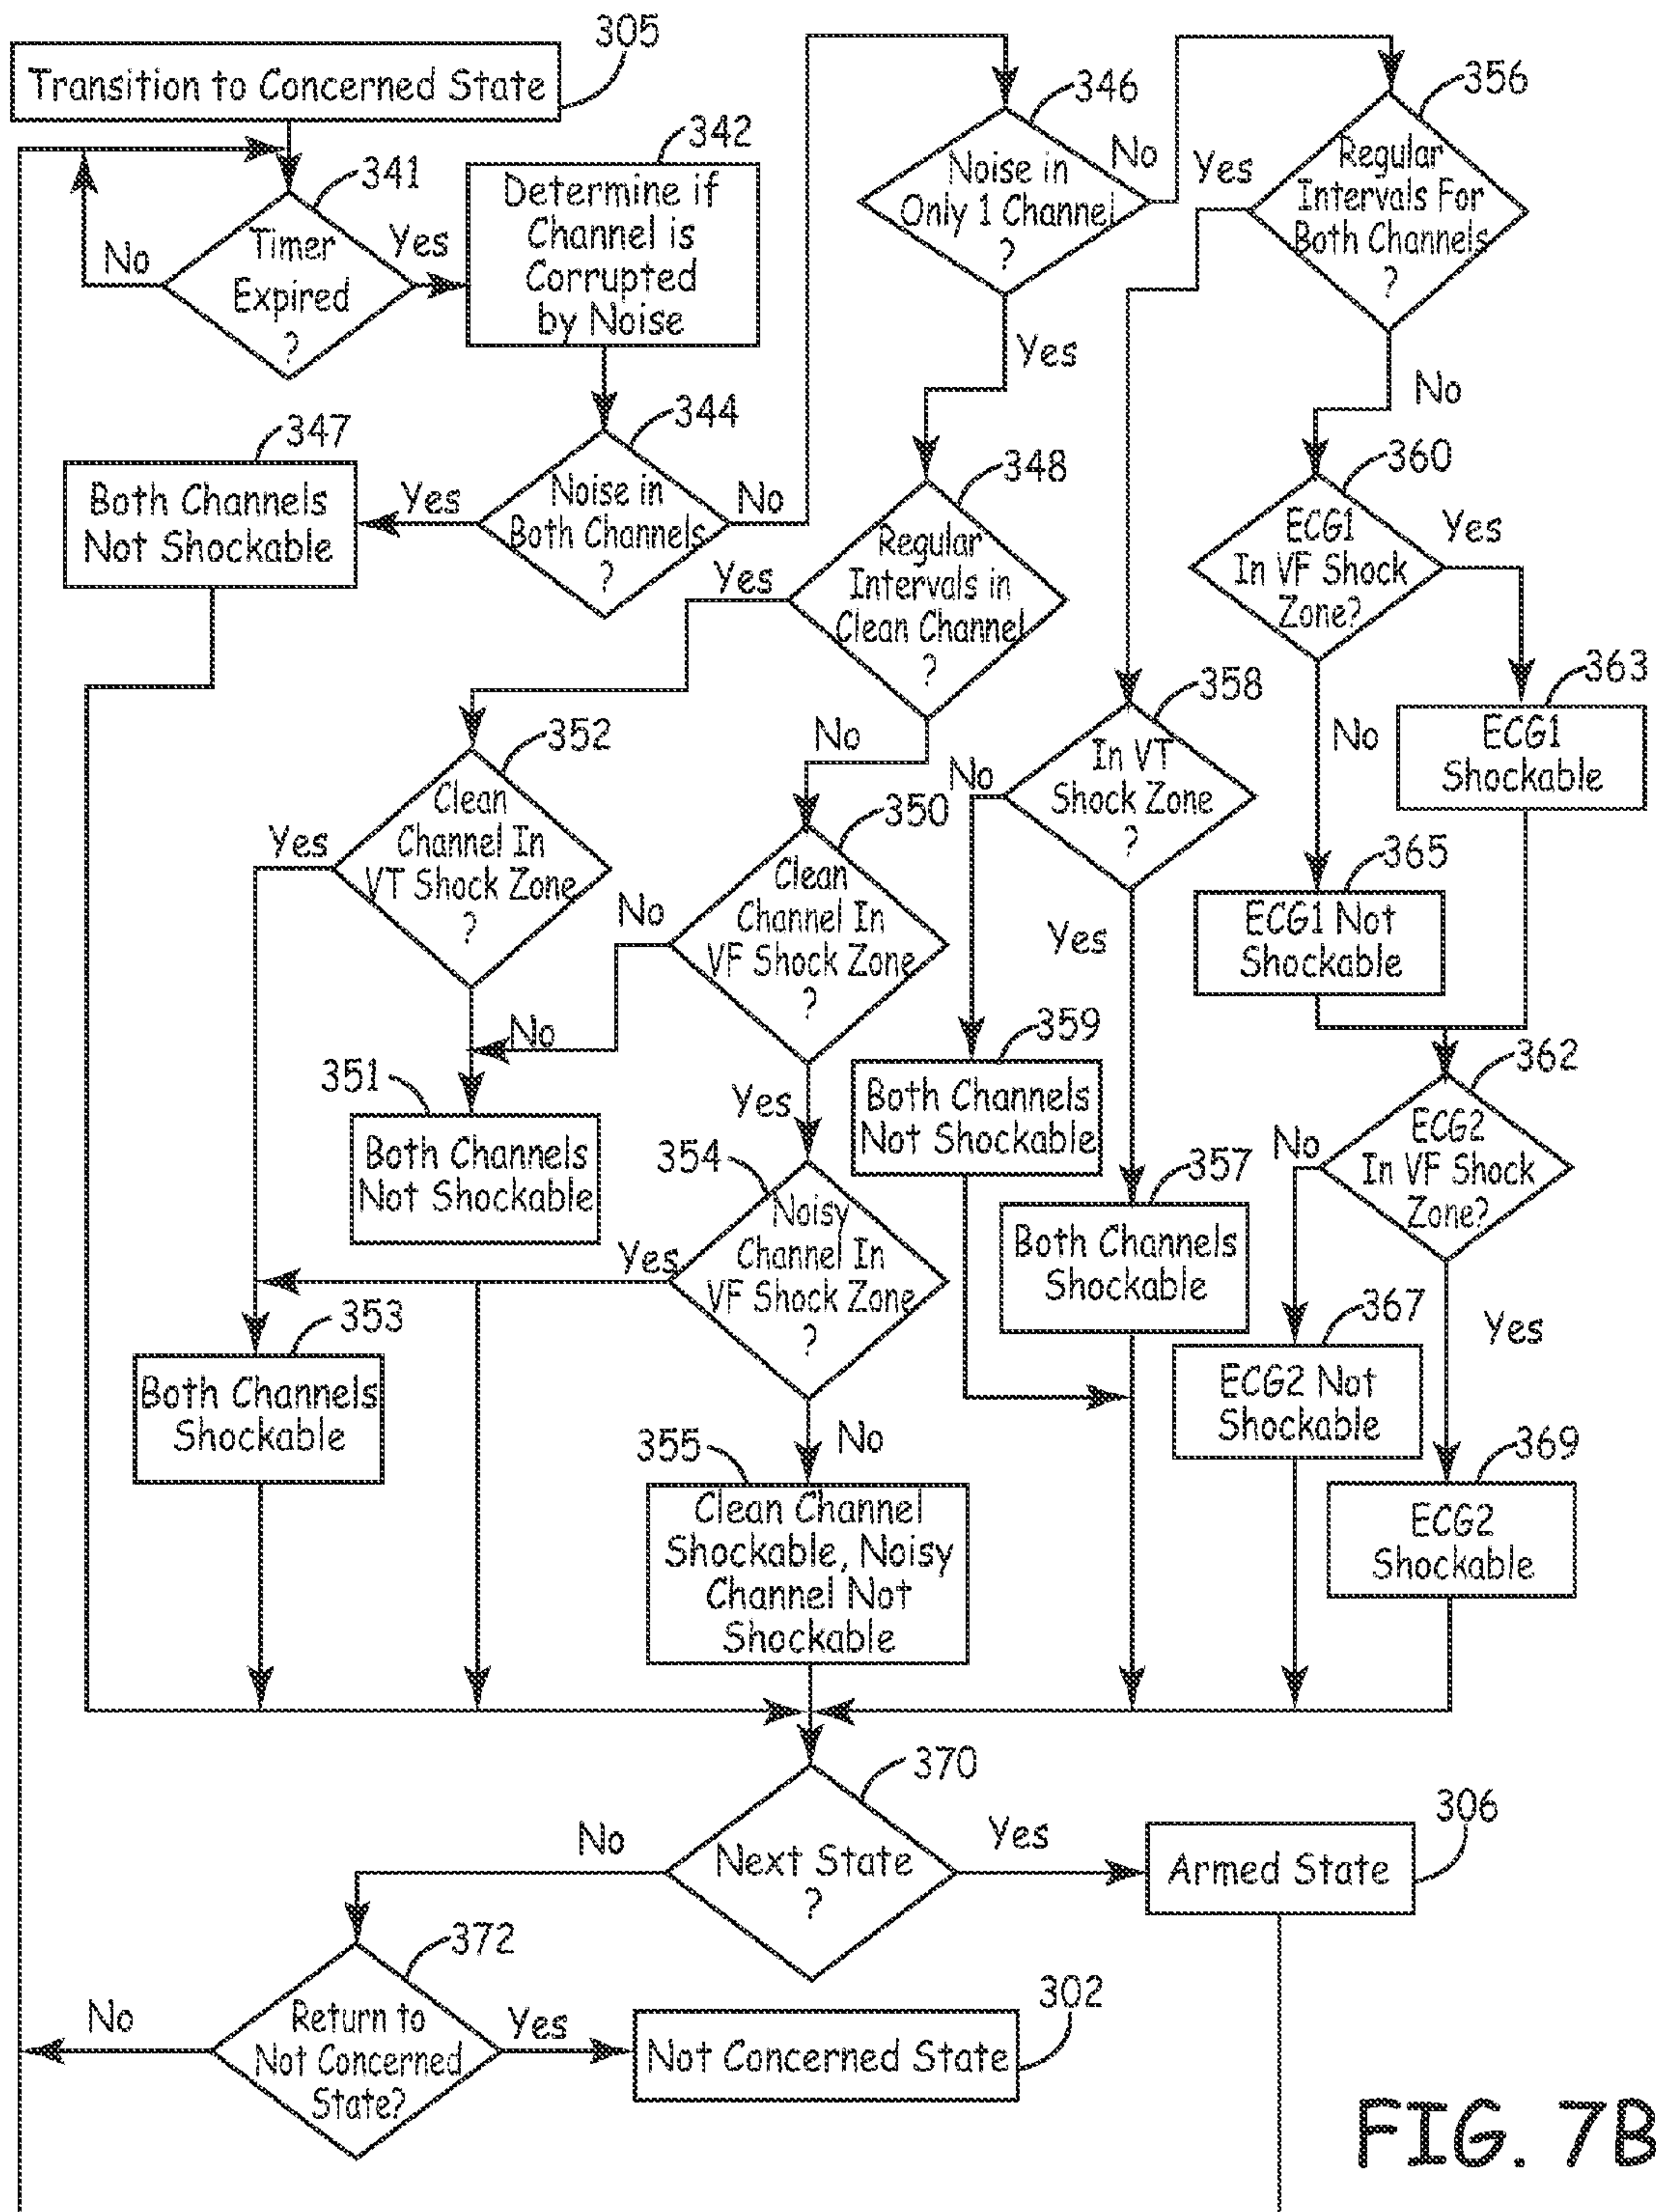 305
Transition to Concerned State
341
Timer
Expired
?
No
Yes
342
Determine if
Channel is
Corrupted
by Noise
344
Noise in
Both Channels
?
Yes
No
347
Both Channels
Not Shockable
346
Noise in
Only 1 Channel
?
No
Yes
356
Regular
Intervals For
Both Channels
?
Yes
No
348
Regular
Intervals in
Clean Channel
?
Yes
No
360
ECG1
In VF Shock
Zone?
Yes
No
363
ECG1
Shockable
365
ECG1 Not
Shockable
358
In VT
Shock Zone
?
No
Yes
352
Clean
Channel In
VT Shock Zone
?
Yes
No
350
Clean
Channel In
VF Shock Zone
?
No
Yes
351
Both Channels
Not Shockable
359
Both Channels
Not Shockable
362
ECG2
In VF Shock
Zone?
No
Yes
354
Noisy
Channel In
VF Shock Zone
?
Yes
No
357
Both Channels
Shockable
353
Both Channels
Shockable
367
ECG2 Not
Shockable
369
ECG2
Shockable
355
Clean Channel
Shockable, Noisy
Channel Not
Shockable
370
Next State
?
No
Yes
306
Armed State
372
Return to
Not Concerned
State?
No
Yes
302
Not Concerned State
FIG. 7B